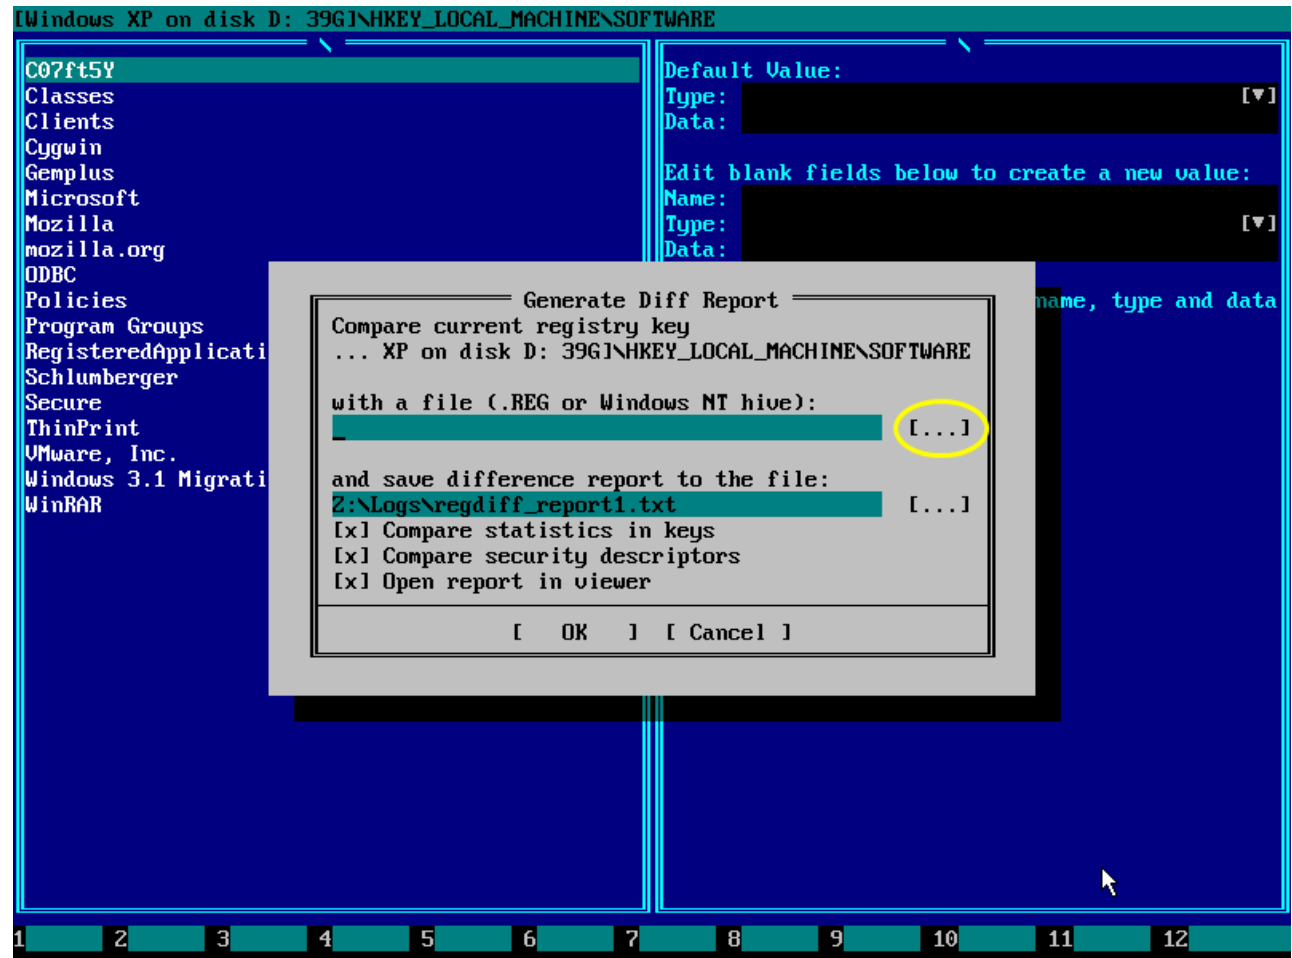 [Windows XP on disk D: 39G]\HKEY_LOCAL_MACHINE\SOFTWARE
\
\
C07ft5Y
Classes
Clients
Cygwin
Gemplus
Microsoft
Mozilla
mozilla.org
ODBC
Policies
Program Groups
RegisteredApplicati
Schlumberger
Secure
ThinPrint
VMware, Inc.
Windows 3.1 Migrati
WinRAR
Default Value:
Type: [▼]
Data:
Edit blank fields below to create a new value:
Name:
Type: [▼]
Data:
name, type and data
Generate Diff Report
Compare current registry key
... XP on disk D: 39G]\HKEY_LOCAL_MACHINE\SOFTWARE
with a file (.REG or Windows NT hive):
_ [...]
and save difference report to the file:
Z:\Logs\regdiff_report1.txt [...]
[x] Compare statistics in keys
[x] Compare security descriptors
[x] Open report in viewer
[ OK ] [ Cancel ]
1 2 3 4 5 6 7 8 9 10 11 12